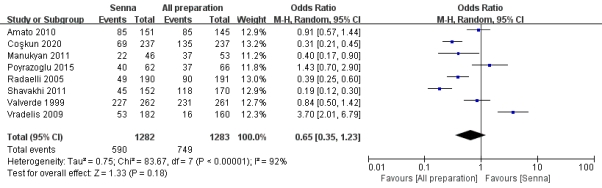 Senna All preparation Odds Ratio Odds Ratio
Study or Subgroup Events Total Events Total Weight M-H, Random, 95% CI M-H, Random, 95% CI
Amato 2010 85 151 85 145 12.9% 0.91 [0.57, 1.44]
Coşkun 2020 69 237 135 237 13.2% 0.31 [0.21, 0.45]
Manukyan 2011 22 46 37 53 11.1% 0.40 [0.17, 0.90]
Poyrazoglu 2015 40 62 37 66 11.6% 1.43 [0.70, 2.90]
Radaelli 2005 49 190 90 191 13.0% 0.39 [0.25, 0.60]
Shavakhi 2011 45 152 118 170 12.8% 0.19 [0.12, 0.30]
Valverde 1999 227 262 231 261 12.7% 0.84 [0.50, 1.42]
Vradelis 2009 53 182 16 160 12.3% 3.70 [2.01, 6.79]
Total (95% CI) 1282 1283 100.0% 0.65 [0.35, 1.23]
Total events 590 749
Heterogeneity: Tau² = 0.75; Chi² = 83.67, df = 7 (P < 0.00001); I² = 92%
Test for overall effect: Z = 1.33 (P = 0.18)
0.01 0.1 1 10 100
Favours [All preparation] Favours [Senna]